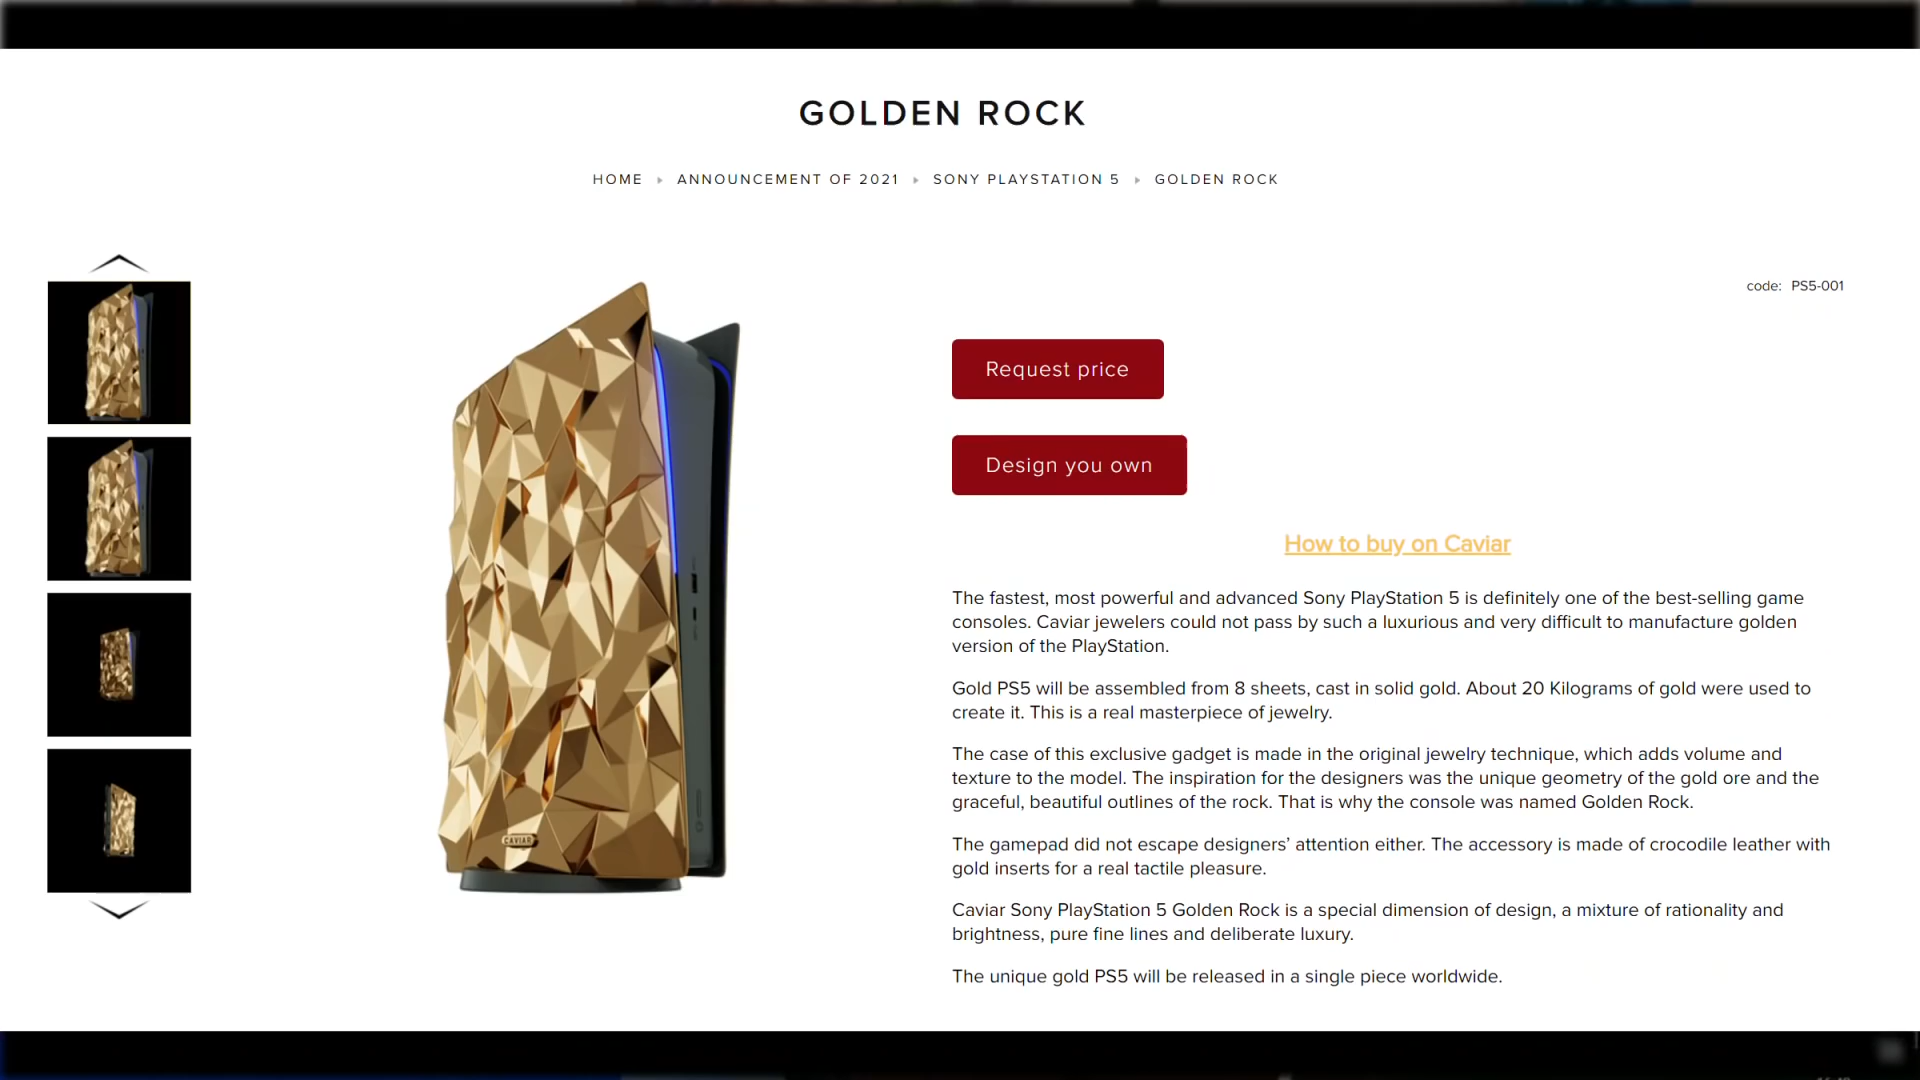 GOLDEN ROCK
HOME ▸ ANNOUNCEMENT OF 2021 ▸ SONY PLAYSTATION 5 ▸ GOLDEN ROCK
code: PS5-001
Request price
Design you own
How to buy on Caviar
The fastest, most powerful and advanced Sony PlayStation 5 is definitely one of the best-selling game
consoles. Caviar jewelers could not pass by such a luxurious and very difficult to manufacture golden
version of the PlayStation.
Gold PS5 will be assembled from 8 sheets, cast in solid gold. About 20 Kilograms of gold were used to
create it. This is a real masterpiece of jewelry.
The case of this exclusive gadget is made in the original jewelry technique, which adds volume and
texture to the model. The inspiration for the designers was the unique geometry of the gold ore and the
graceful, beautiful outlines of the rock. That is why the console was named Golden Rock.
The gamepad did not escape designers’ attention either. The accessory is made of crocodile leather with
gold inserts for a real tactile pleasure.
Caviar Sony PlayStation 5 Golden Rock is a special dimension of design, a mixture of rationality and
brightness, pure fine lines and deliberate luxury.
The unique gold PS5 will be released in a single piece worldwide.
CAVIAR